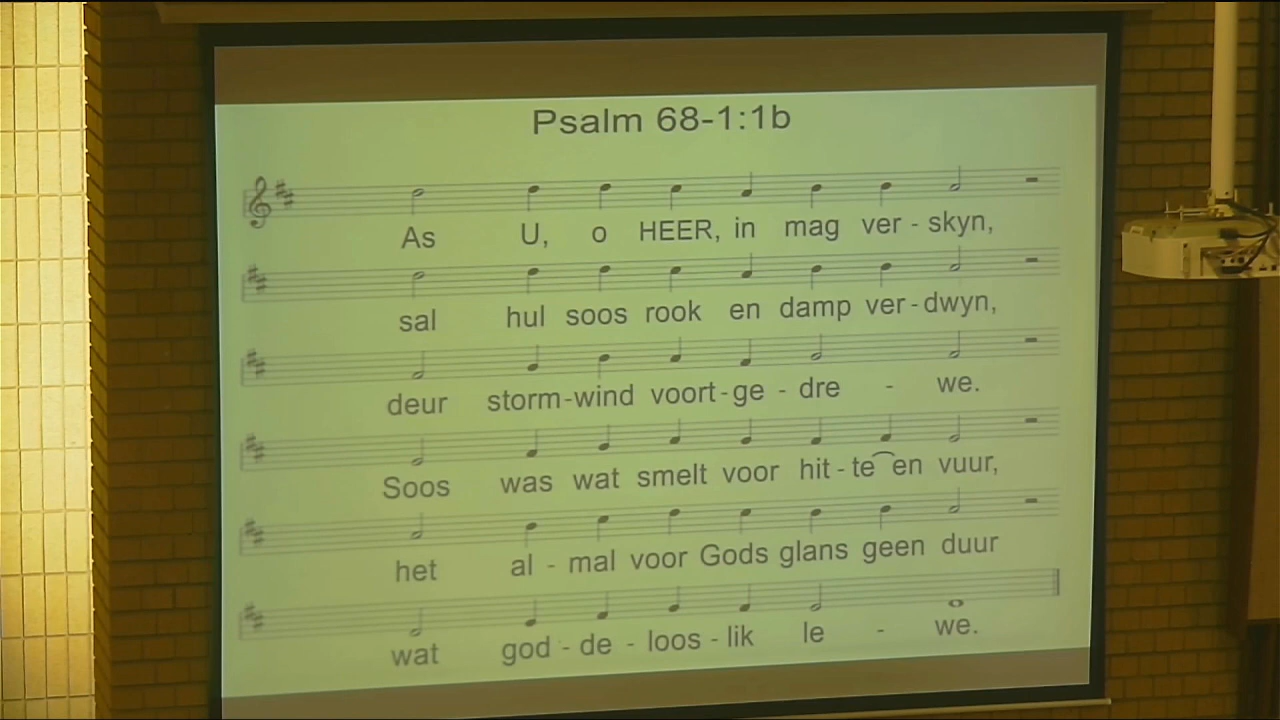 Psalm 68-1:1b
As U, o HEER, in mag ver - skyn,
sal hul soos rook en damp ver - dwyn,
deur storm - wind voort - ge - dre - we.
Soos was wat smelt voor hit - te en vuur,
het al - mal voor Gods glans geen duur
wat god - de - loos - lik le - we.